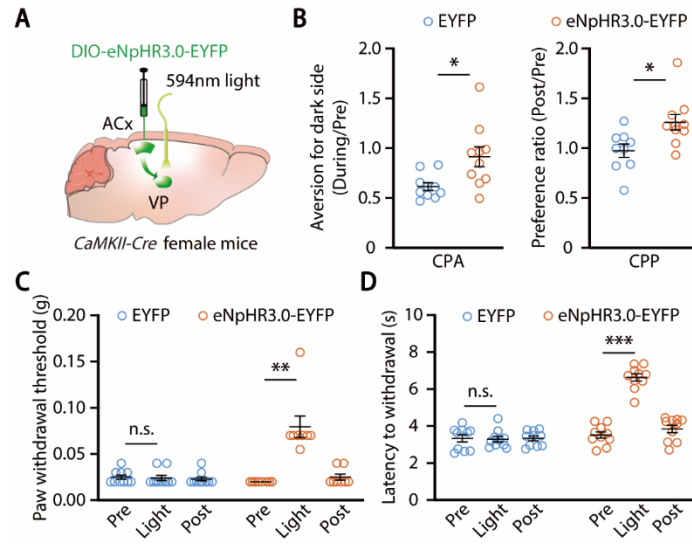 A
DIO-eNpHR3.0-EYFP
594nm light
ACx
VP
CaMKII-Cre female mice
B
EYFP
eNpHR3.0-EYFP
Aversion for dark side
(During/Pre)
2.0
1.5
1.0
0.5
0
*
CPA
Preference ratio (Post/Pre)
2.0
1.5
1.0
0.5
0
*
CPP
C
EYFP
eNpHR3.0-EYFP
Paw withdrawal threshold (g)
0.20
0.15
0.10
0.05
0.00
n.s.
**
Pre
Light
Post
Pre
Light
Post
D
EYFP
eNpHR3.0-EYFP
Latency to withdrawal (s)
10
8
6
4
2
0
n.s.
***
Pre
Light
Post
Pre
Light
Post